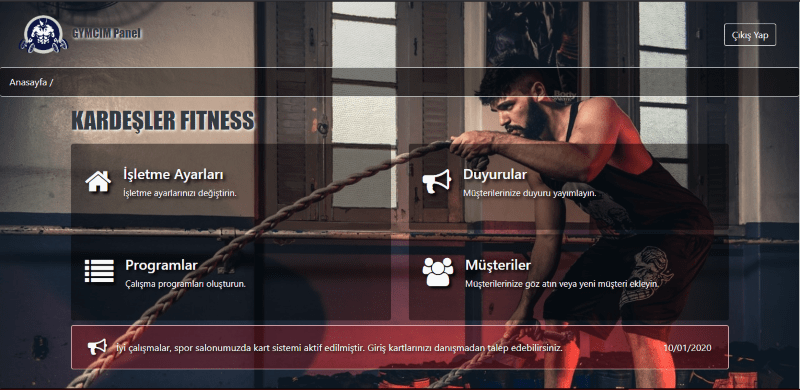 GYMCIM Panel
Çıkış Yap
Anasayfa /
KARDEŞLER FITNESS
İşletme Ayarları
İşletme ayarlarınızı değiştirin.
Duyurular
Müşterilerinize duyuru yayımlayın.
Programlar
Çalışma programları oluşturun.
Müşteriler
Müşterilerinize göz atın veya yeni müşteri ekleyin.
İyi çalışmalar, spor salonumuzda kart sistemi aktif edilmiştir. Giriş kartlarınızı danışmadan talep edebilirsiniz.
10/01/2020